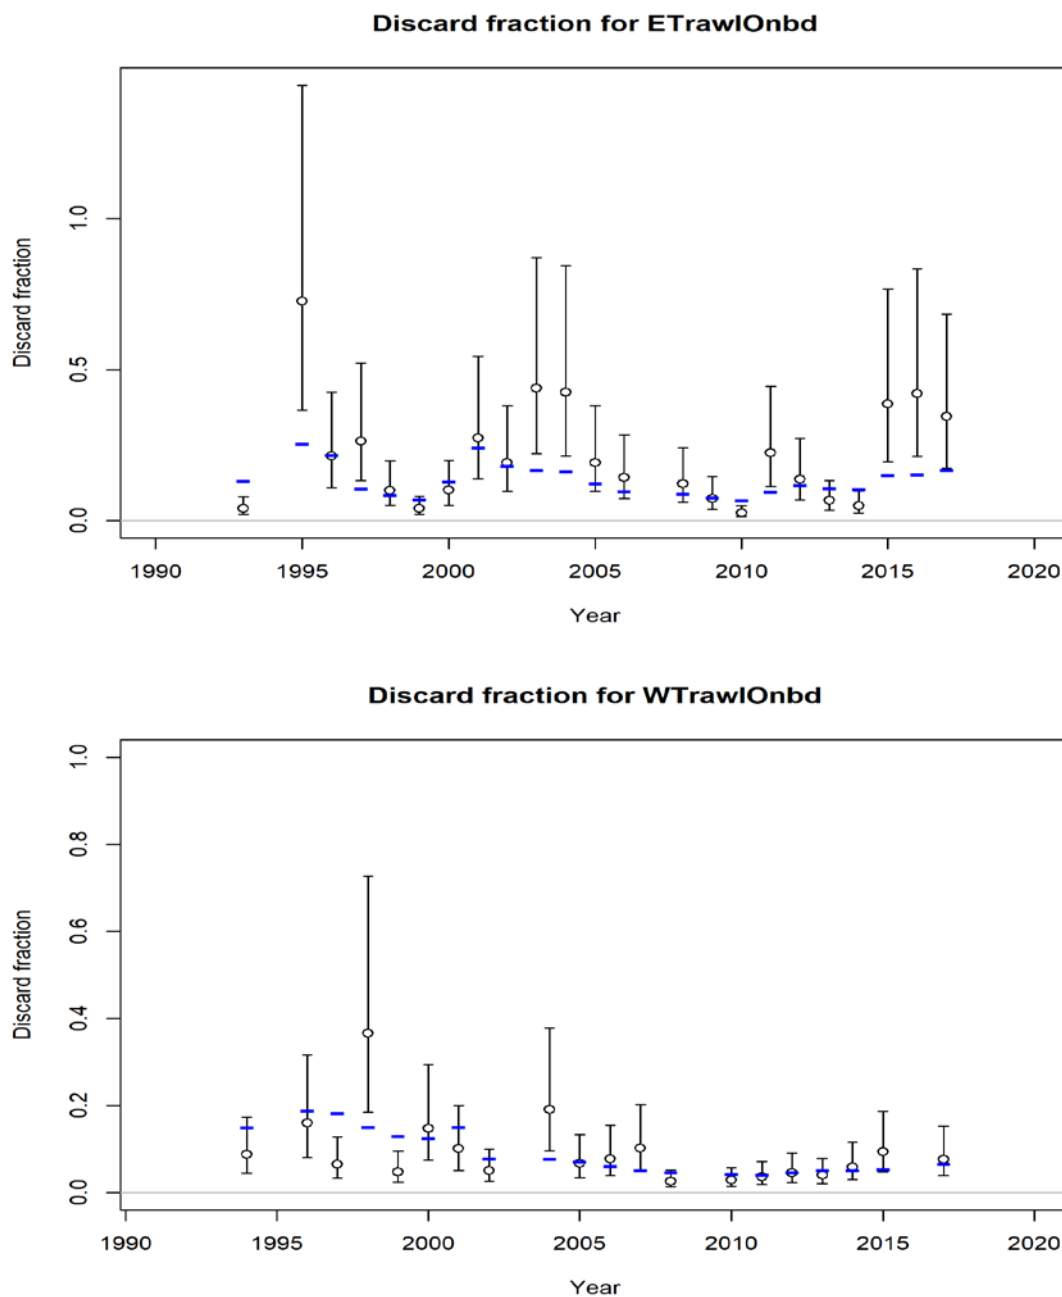 Discard fraction for ETrawlOnbd
Discard fraction
1.0
0.5
0.0
1990 1995 2000 2005 2010 2015 2020
Year
Discard fraction for WTrawlOnbd
Discard fraction
1.0
0.8
0.6
0.4
0.2
0.0
1990 1995 2000 2005 2010 2015 2020
Year